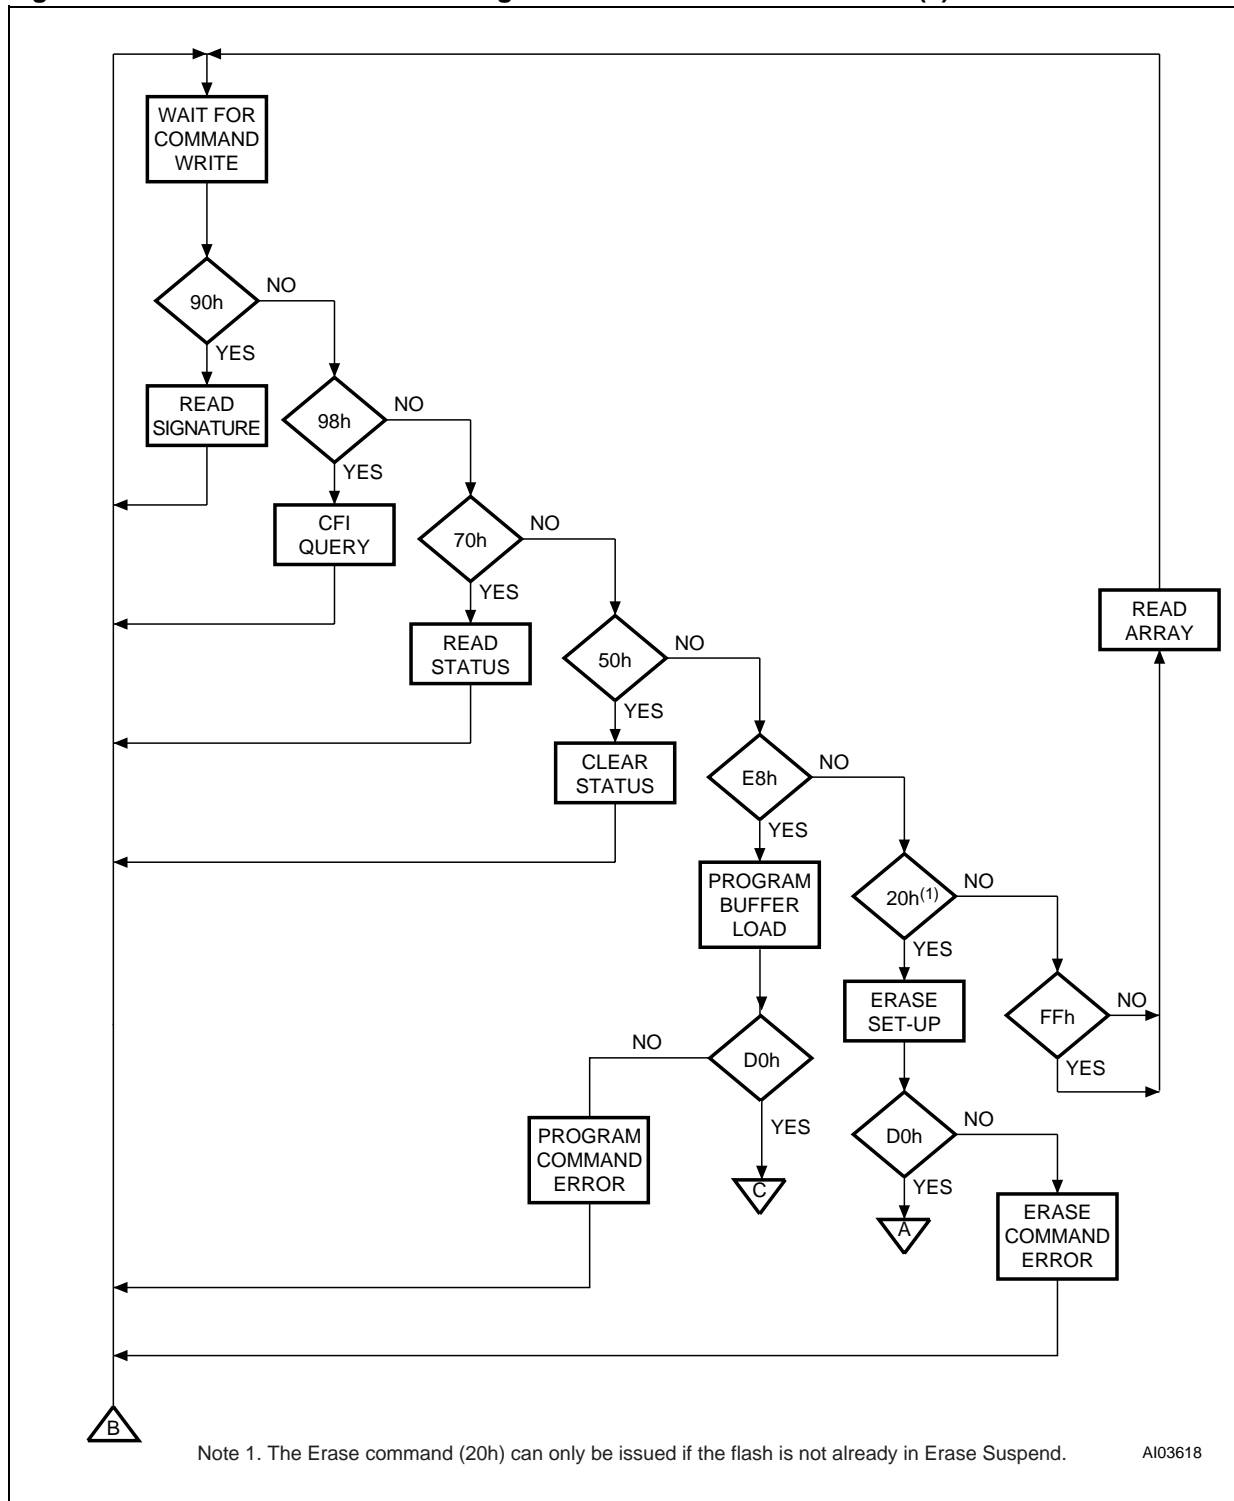 WAIT FOR
COMMAND
WRITE
90h
NO
YES
READ
SIGNATURE
98h
NO
YES
CFI
QUERY
70h
NO
YES
READ
STATUS
50h
NO
YES
CLEAR
STATUS
E8h
NO
YES
PROGRAM
BUFFER
LOAD
20h(1)
NO
YES
ERASE
SET-UP
FFh
NO
YES
READ
ARRAY
D0h
NO
YES
PROGRAM
COMMAND
ERROR
C
D0h
NO
YES
A
ERASE
COMMAND
ERROR
B
Note 1. The Erase command (20h) can only be issued if the flash is not already in Erase Suspend.
AI03618